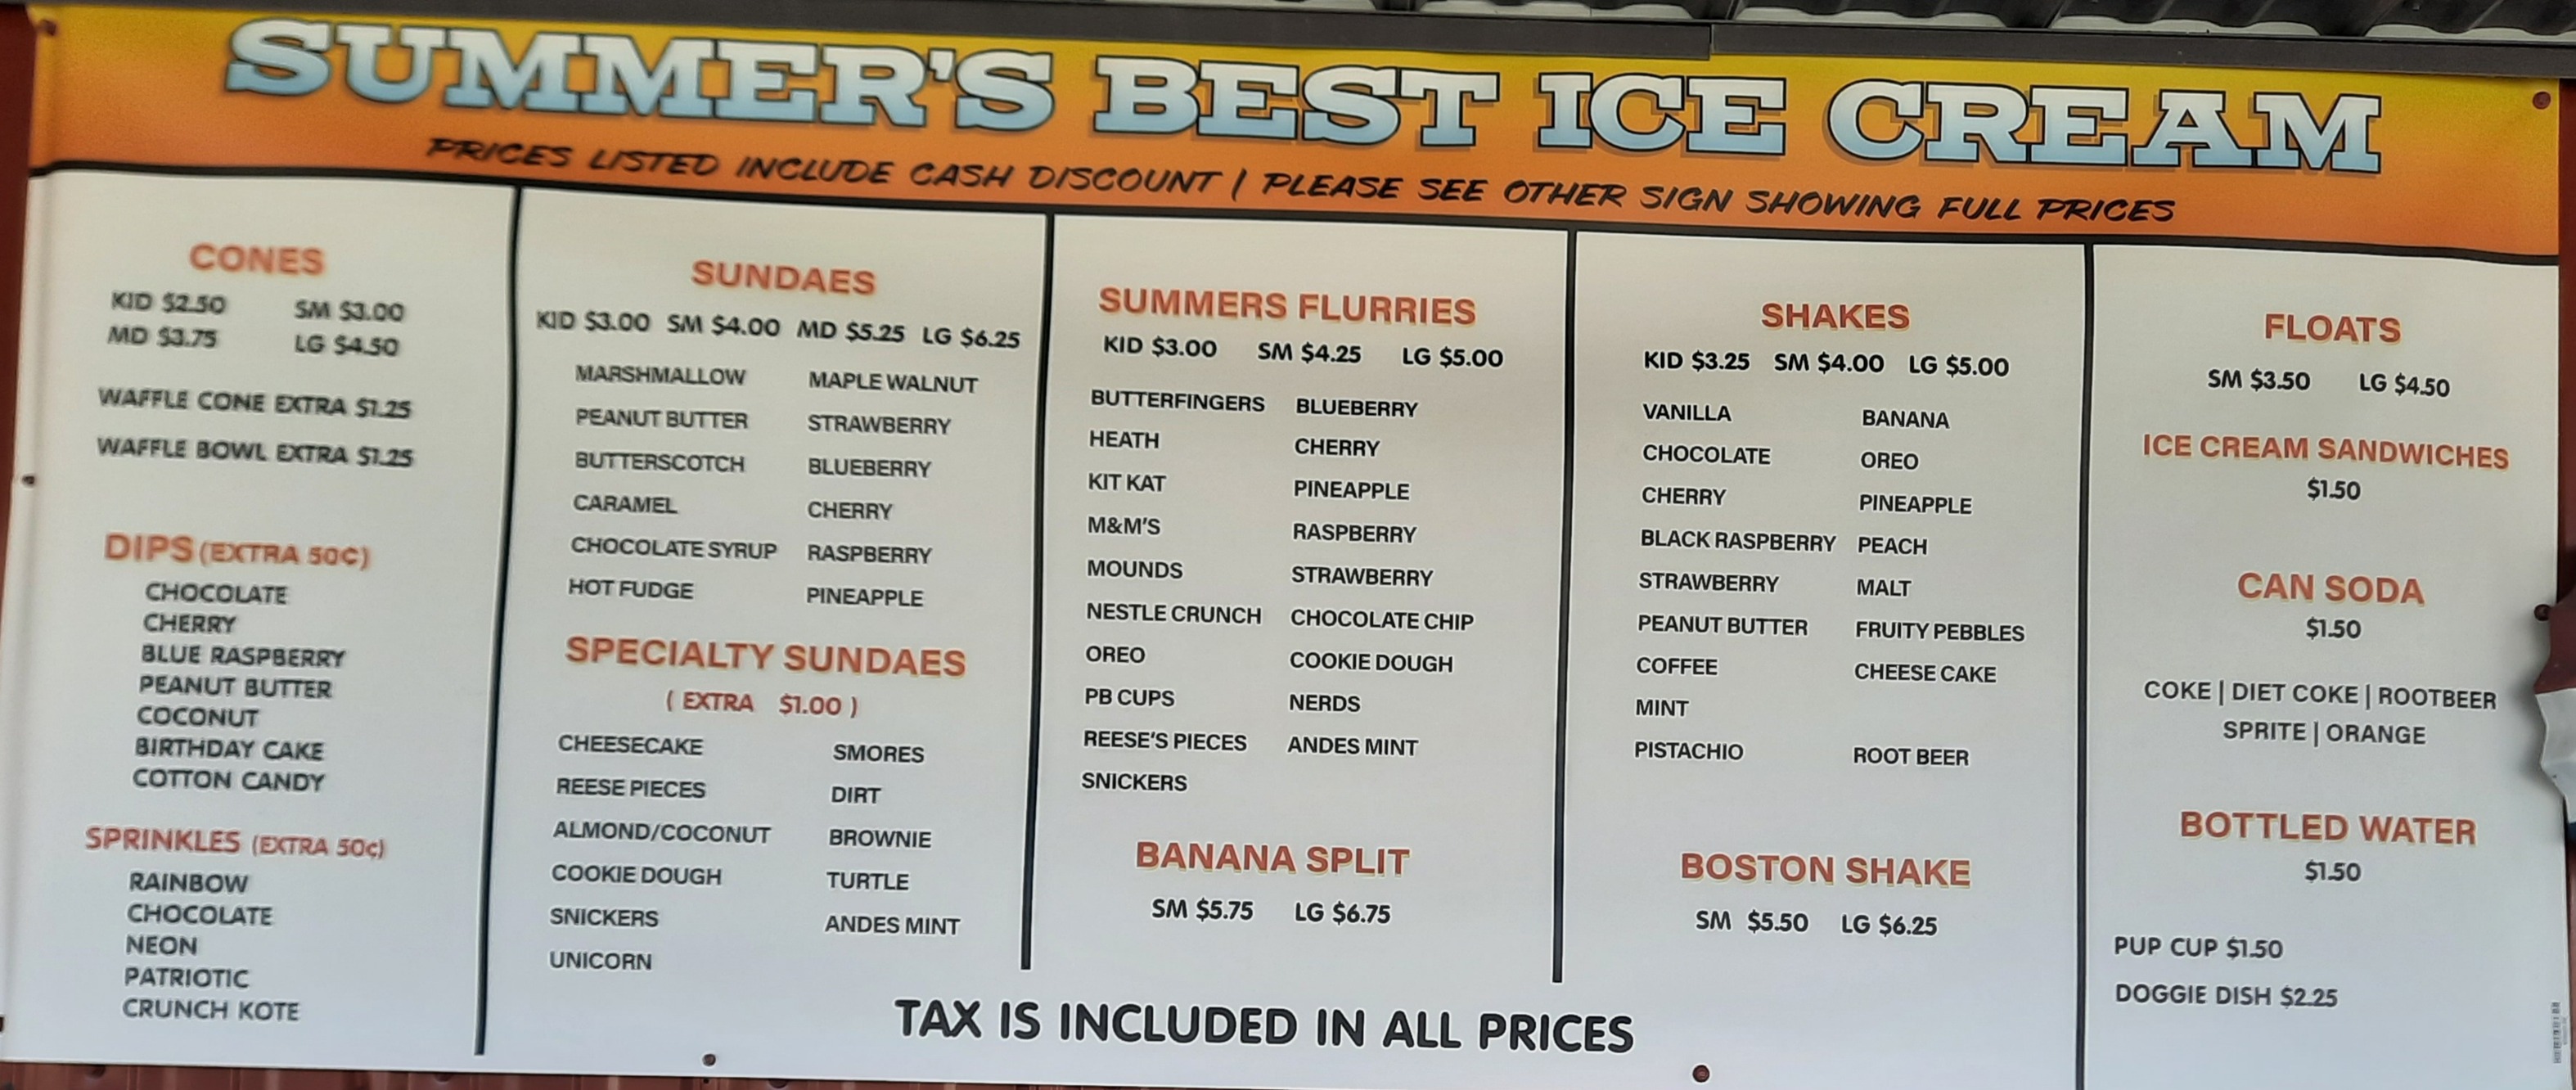 SUMMER'S BEST ICE CREAM
PRICES LISTED INCLUDE CASH DISCOUNT | PLEASE SEE OTHER SIGN SHOWING FULL PRICES
CONES
KID $2.50 SM $3.00
MD $3.75 LG $4.50
WAFFLE CONE EXTRA $1.25
WAFFLE BOWL EXTRA $1.25
DIPS (EXTRA 50¢)
CHOCOLATE
CHERRY
BLUE RASPBERRY
PEANUT BUTTER
COCONUT
BIRTHDAY CAKE
COTTON CANDY
SPRINKLES (EXTRA 50¢)
RAINBOW
CHOCOLATE
NEON
PATRIOTIC
CRUNCH KOTE
SUNDAES
KID $3.00 SM $4.00 MD $5.25 LG $6.25
MARSHMALLOW MAPLE WALNUT
PEANUT BUTTER STRAWBERRY
BUTTERSCOTCH BLUEBERRY
CARAMEL CHERRY
CHOCOLATE SYRUP RASPBERRY
HOT FUDGE PINEAPPLE
SPECIALTY SUNDAES
( EXTRA $1.00 )
CHEESECAKE SMORES
REESE PIECES DIRT
ALMOND/COCONUT BROWNIE
COOKIE DOUGH TURTLE
SNICKERS ANDES MINT
UNICORN
SUMMERS FLURRIES
KID $3.00 SM $4.25 LG $5.00
BUTTERFINGERS BLUEBERRY
HEATH CHERRY
KIT KAT PINEAPPLE
M&M'S RASPBERRY
MOUNDS STRAWBERRY
NESTLE CRUNCH CHOCOLATE CHIP
OREO COOKIE DOUGH
PB CUPS NERDS
REESE'S PIECES ANDES MINT
SNICKERS
BANANA SPLIT
SM $5.75 LG $6.75
SHAKES
KID $3.25 SM $4.00 LG $5.00
VANILLA BANANA
CHOCOLATE OREO
CHERRY PINEAPPLE
BLACK RASPBERRY PEACH
STRAWBERRY MALT
PEANUT BUTTER FRUITY PEBBLES
COFFEE CHEESE CAKE
MINT
PISTACHIO ROOT BEER
BOSTON SHAKE
SM $5.50 LG $6.25
FLOATS
SM $3.50 LG $4.50
ICE CREAM SANDWICHES
$1.50
CAN SODA
$1.50
COKE | DIET COKE | ROOTBEER
SPRITE | ORANGE
BOTTLED WATER
$1.50
PUP CUP $1.50
DOGGIE DISH $2.25
TAX IS INCLUDED IN ALL PRICES